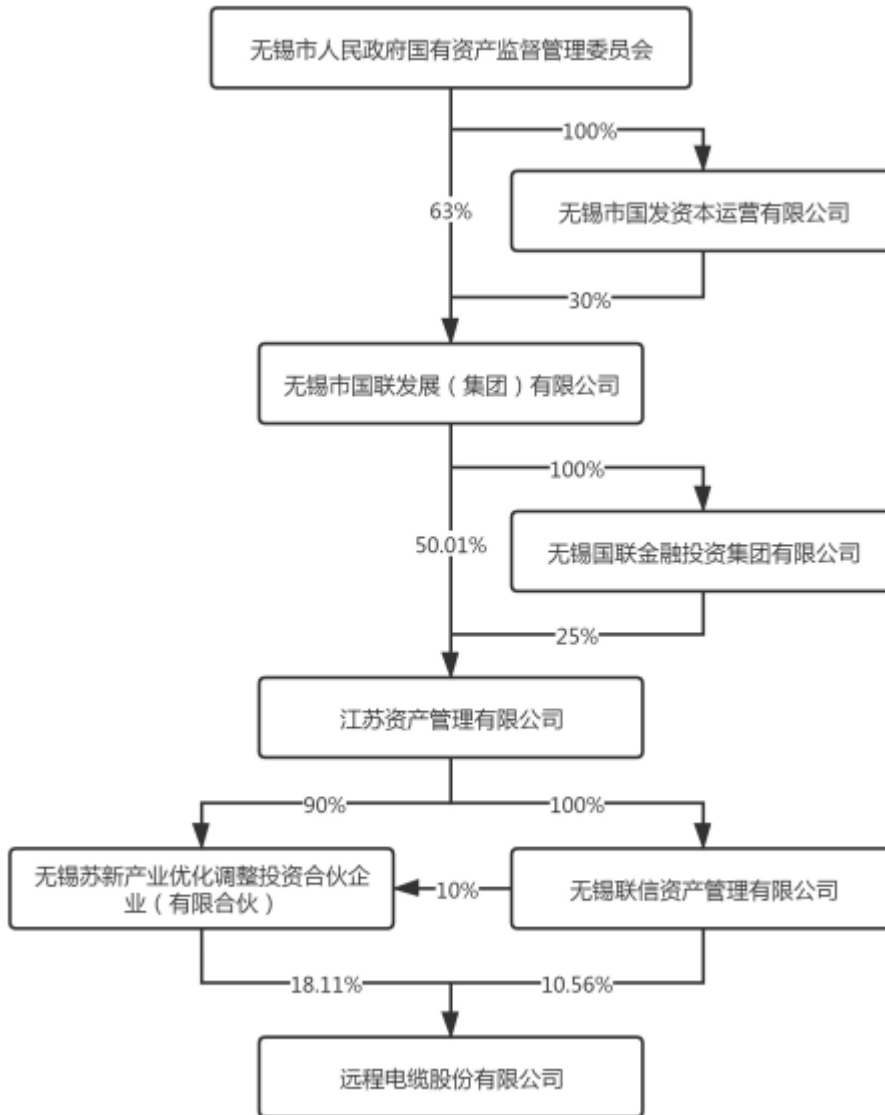 无锡市人民政府国有资产监督管理委员会
100%
无锡市国发资本运营有限公司
63%
30%
无锡市国联发展（集团）有限公司
100%
50.01%
无锡国联金融投资集团有限公司
25%
江苏资产管理有限公司
90%
100%
无锡苏新产业优化调整投资合伙企
业（有限合伙）
10%
无锡联信资产管理有限公司
18.11%
10.56%
远程电缆股份有限公司